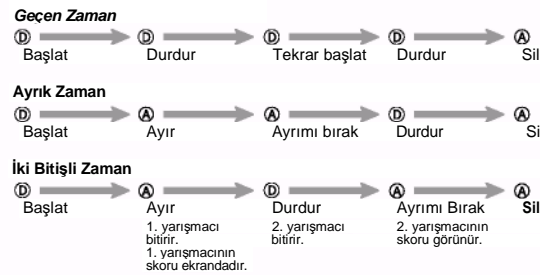 Geçen Zaman
D D D D A
Başlat Durdur Tekrar başlat Durdur Sil
Ayrık Zaman
D A A D A
Başlat Ayır Ayrımı bırak Durdur Si
İki Bitişli Zaman
D A D A A
Başlat Ayır Durdur Ayrımı Bırak Sil
1. yarışmacı 2. yarışmacı 2. yarışmacının
bitirir. bitirir. skoru görünür.
1. yarışmacının
skoru ekrandadır.